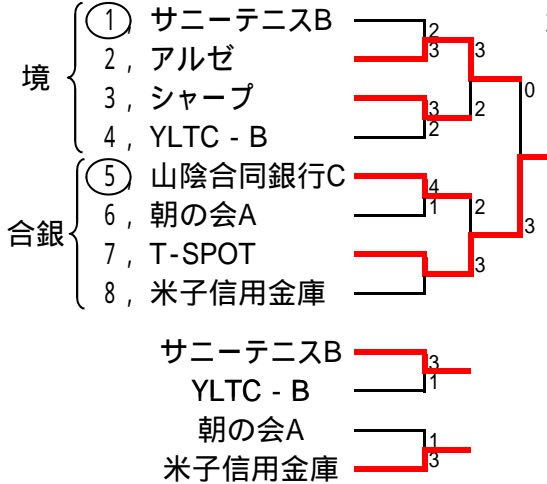 1, サニーテニスB
2, アルゼ
3, シャープ
4, YLTC - B
境
5, 山陰合同銀行C
6, 朝の会A
7, T-SPOT
8, 米子信用金庫
合銀
2
3
3
2
3
2
0
4
1
2
3
3
サニーテニスB
YLTC - B
3
1
朝の会A
米子信用金庫
1
3